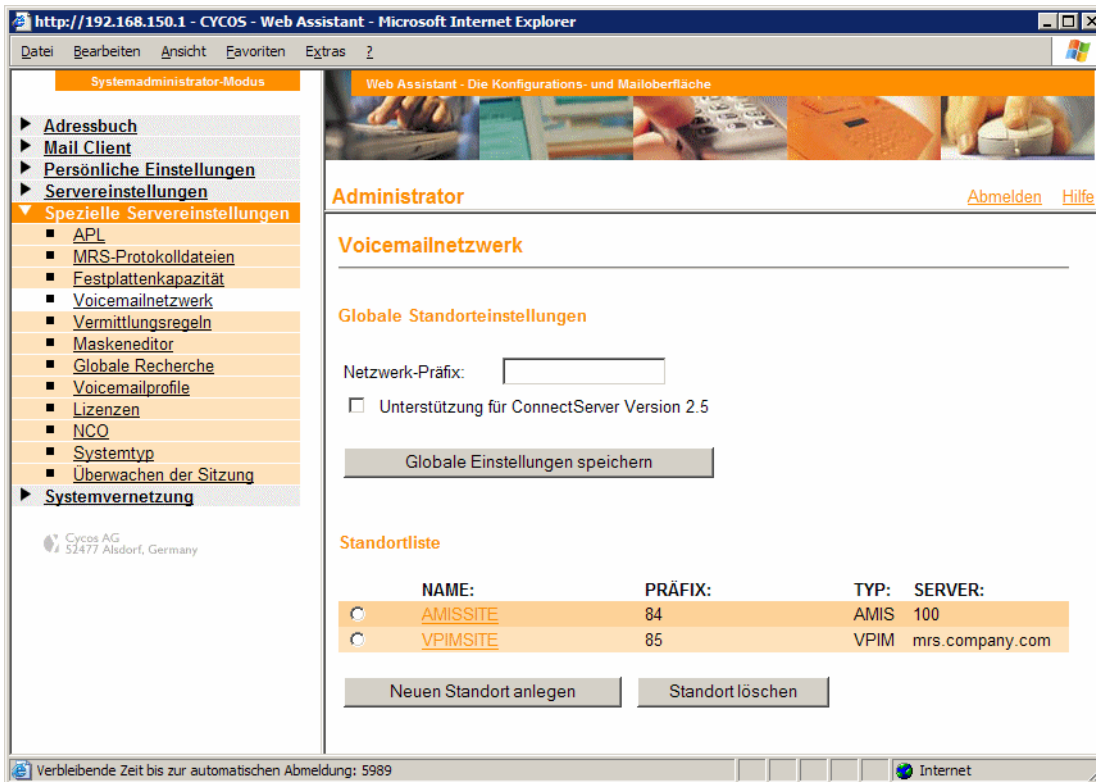 http://192.168.150.1 - CYCOS - Web Assistant - Microsoft Internet Explorer
Datei Bearbeiten Ansicht Favoriten Extras ?
Systemadministrator-Modus
Adressbuch
Mail Client
Persönliche Einstellungen
Servereinstellungen
Spezielle Servereinstellungen
APL
MRS-Protokolldateien
Festplattenkapazität
Voicemailnetzwerk
Vermittlungsregeln
Maskeneditor
Globale Recherche
Voicemailprofile
Lizenzen
NCO
Systemtyp
Überwachen der Sitzung
Systemvernetzung
Cycos AG
52477 Alsdorf, Germany
Web Assistant - Die Konfigurations- und Mailoberfläche
Administrator Abmelden Hilfe
Voicemailnetzwerk
Globale Standorteinstellungen
Netzwerk-Präfix:
Unterstützung für ConnectServer Version 2.5
Globale Einstellungen speichern
Standortliste
NAME: PRÄFIX: TYP: SERVER:
AMISSITE 84 AMIS 100
VPIMSITE 85 VPIM mrs.company.com
Neuen Standort anlegen Standort löschen
Verbleibende Zeit bis zur automatischen Abmeldung: 5989 Internet